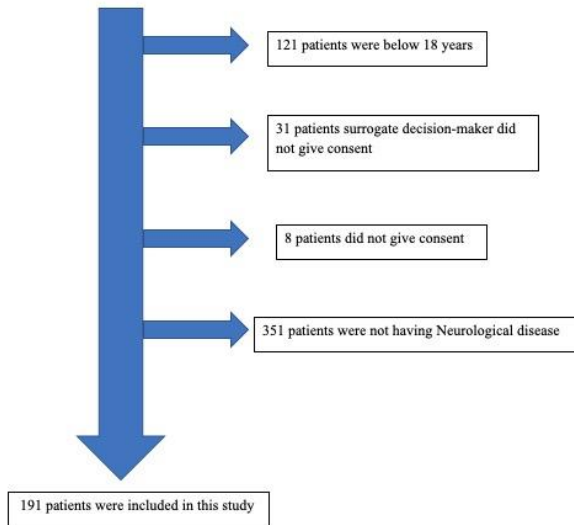 121 patients were below 18 years
31 patients surrogate decision-maker did
not give consent
8 patients did not give consent
351 patients were not having Neurological disease
191 patients were included in this study